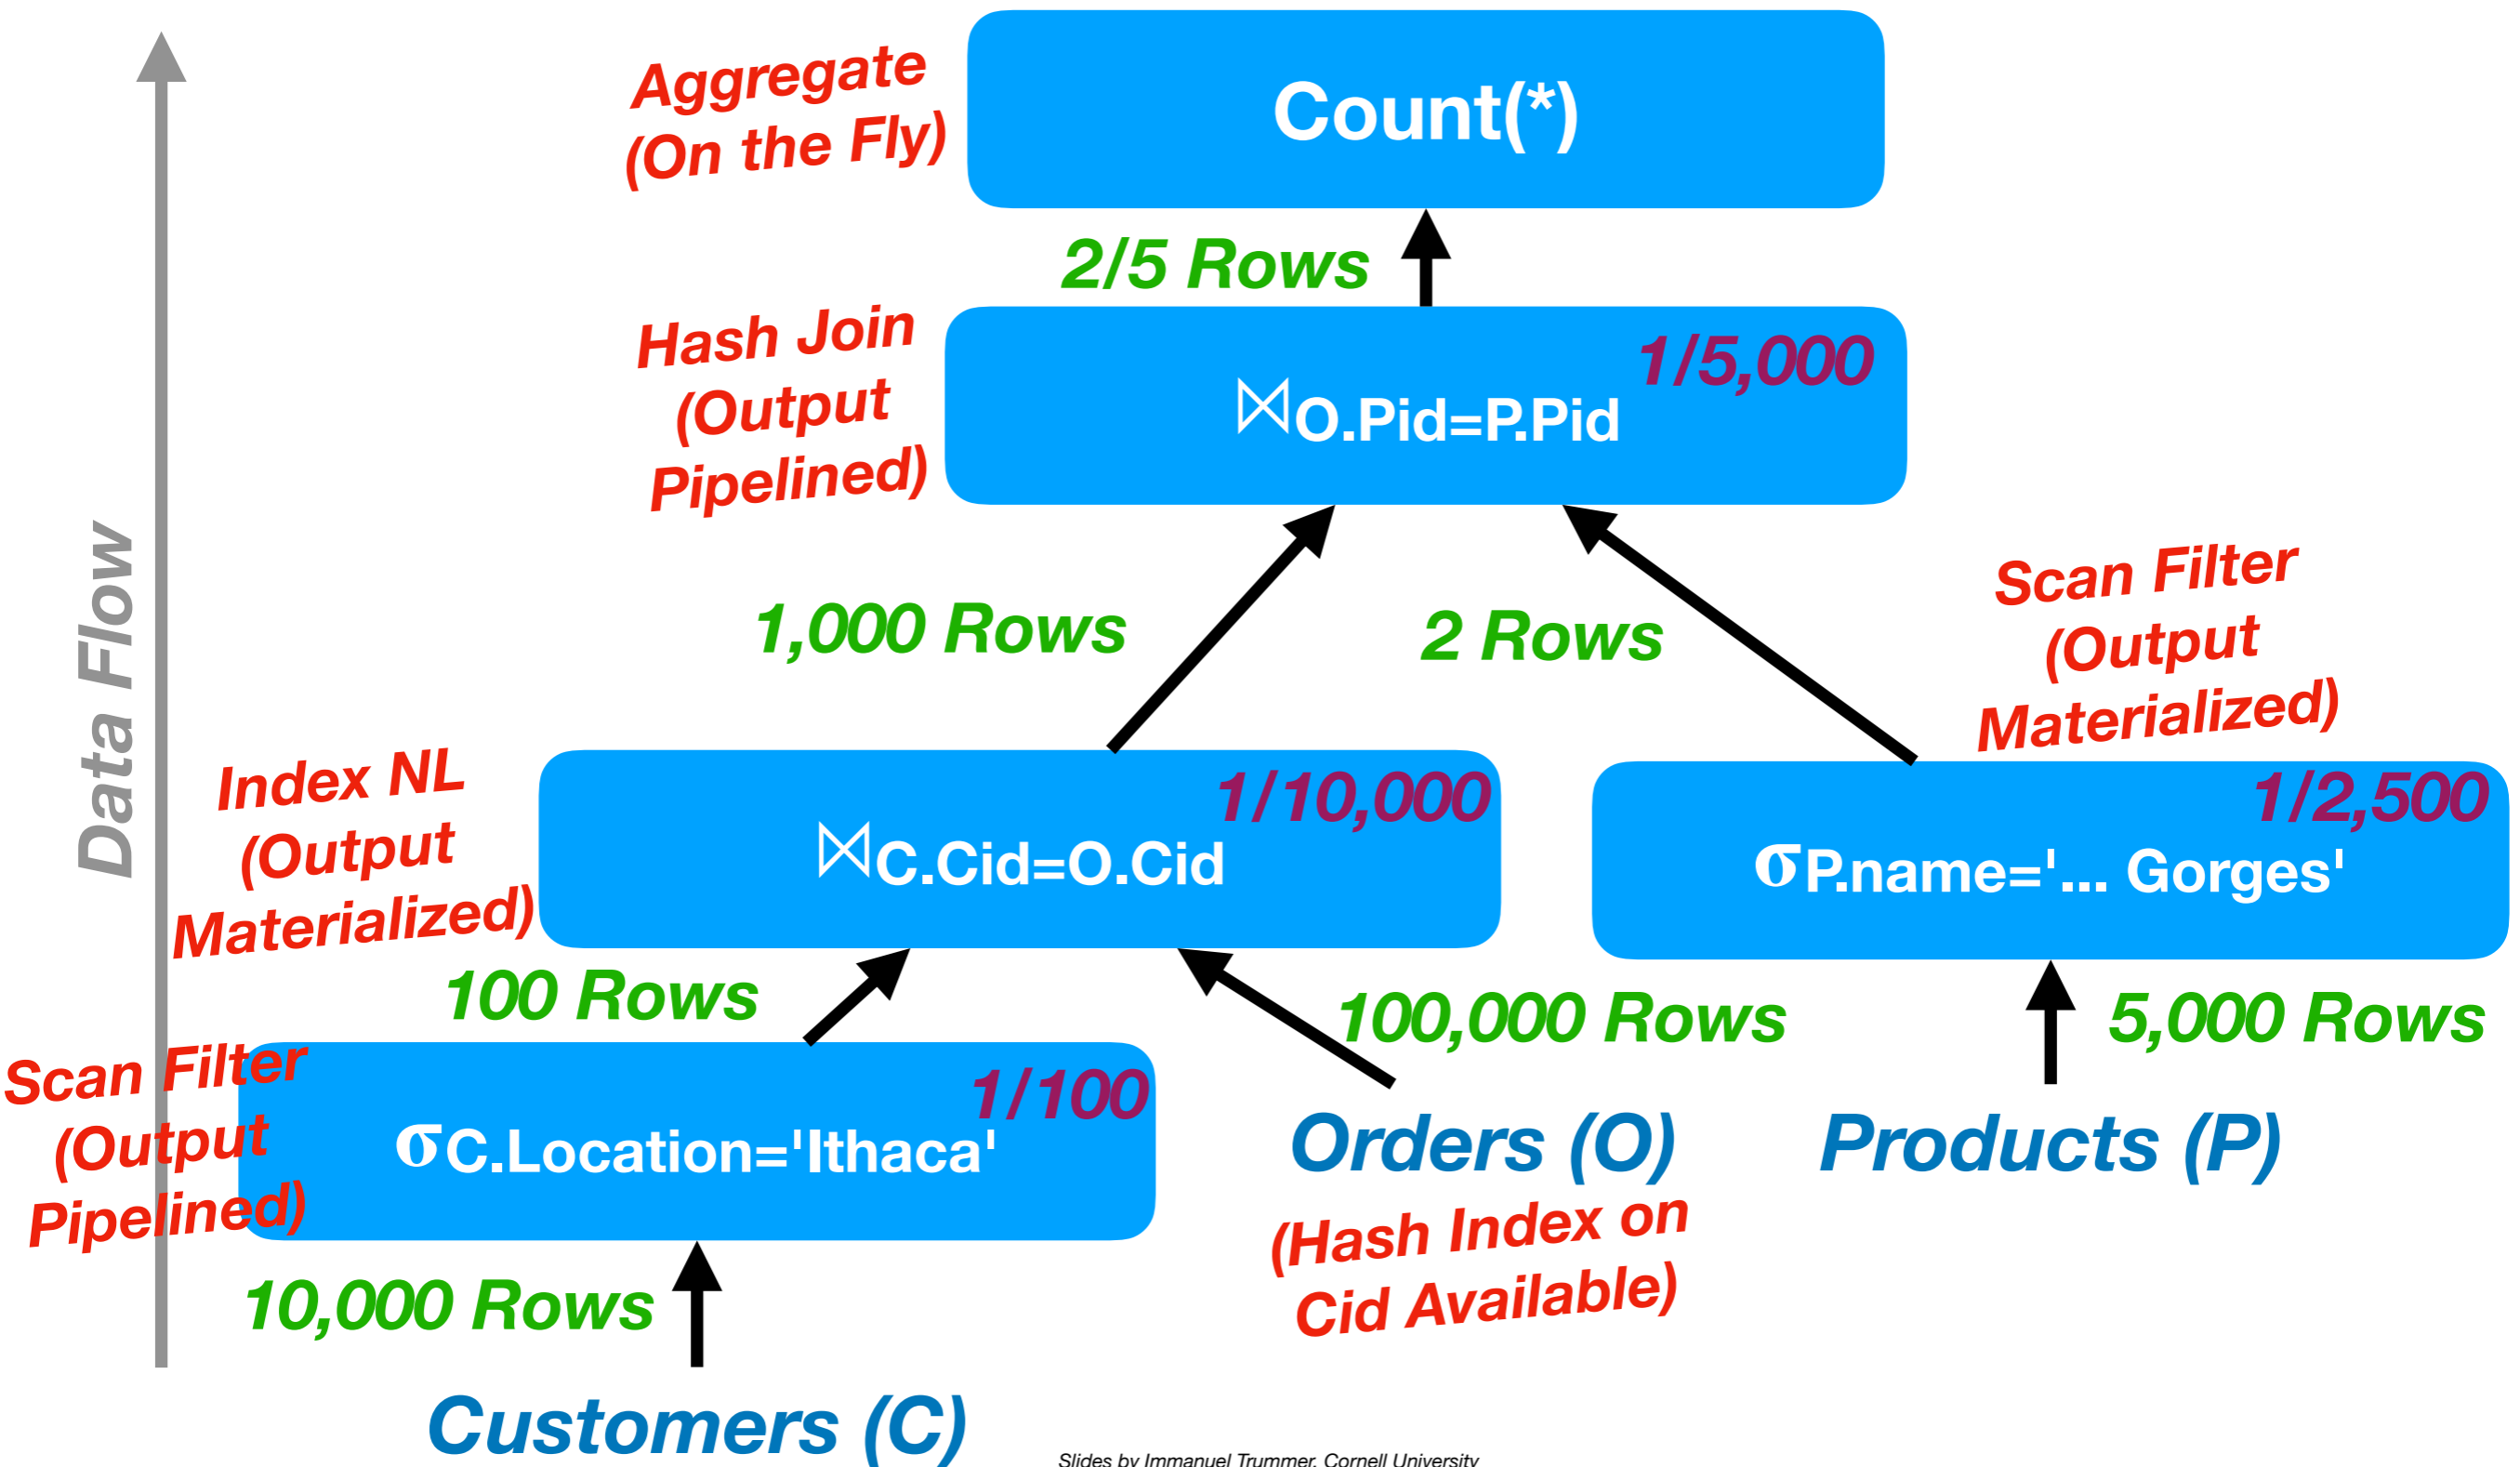 Aggregate
(On the Fly)
Count(*)
2/5 Rows
Hash Join
(Output
Pipelined)
1/5,000
⋈O.Pid=P.Pid
Data Flow
1,000 Rows
2 Rows
Scan Filter
(Output
Materialized)
Index NL
(Output
Materialized)
1/10,000
⋈C.Cid=O.Cid
1/2,500
σP.name='... Gorges'
100 Rows
100,000 Rows
5,000 Rows
Scan Filter
(Output
Pipelined)
1/100
σC.Location='Ithaca'
Orders (O)
(Hash Index on
Cid Available)
Products (P)
10,000 Rows
Customers (C)
Slides by Immanuel Trummer, Cornell University